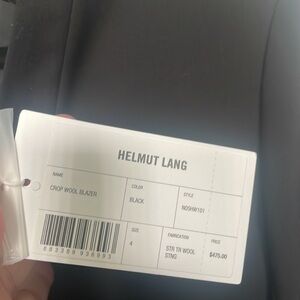 HELMUT LANG
NAME
CROP WOOL BLAZER
COLOR
BLACK
STYLE
N09HW101
SIZE
4
FABRICATION
STR TR WOOL
STNG
PRICE
$475.00